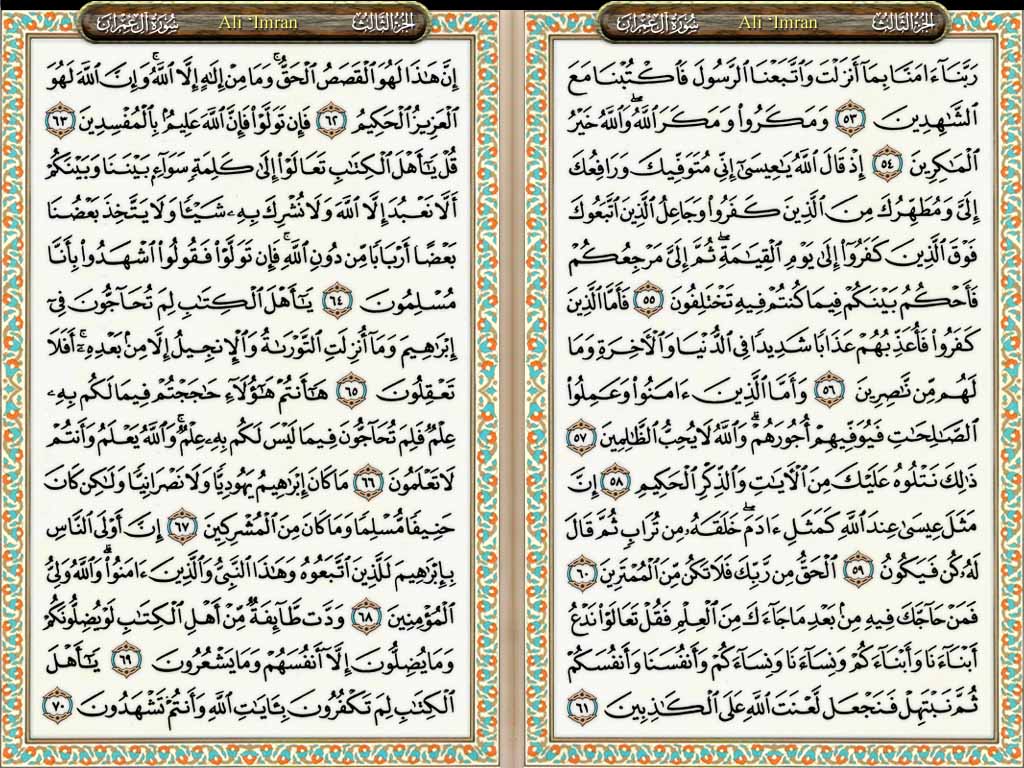 الجزء الثالث Ali `Imran سورة آل عمران
رَبَّنَآ ءَامَنَّا بِمَآ أَنزَلْتَ وَٱتَّبَعْنَا ٱلرَّسُولَ فَٱكْتُبْنَا مَعَ
ٱلشَّٰهِدِينَ ٥٣ وَمَكَرُوا۟ وَمَكَرَ ٱللَّهُ ۖ وَٱللَّهُ خَيْرُ
ٱلْمَٰكِرِينَ ٥٤ إِذْ قَالَ ٱللَّهُ يَٰعِيسَىٰٓ إِنِّى مُتَوَفِّيكَ وَرَافِعُكَ
إِلَىَّ وَمُطَهِّرُكَ مِنَ ٱلَّذِينَ كَفَرُوا۟ وَجَاعِلُ ٱلَّذِينَ ٱتَّبَعُوكَ
فَوْقَ ٱلَّذِينَ كَفَرُوٓا۟ إِلَىٰ يَوْمِ ٱلْقِيَٰمَةِ ۖ ثُمَّ إِلَىَّ مَرْجِعُكُمْ
فَأَحْكُمُ بَيْنَكُمْ فِيمَا كُنتُمْ فِيهِ تَخْتَلِفُونَ ٥٥ فَأَمَّا ٱلَّذِينَ
كَفَرُوا۟ فَأُعَذِّبُهُمْ عَذَابًا شَدِيدًا فِى ٱلدُّنْيَا وَٱلْءَاخِرَةِ وَمَا
لَهُم مِّن نَّٰصِرِينَ ٥٦ وَأَمَّا ٱلَّذِينَ ءَامَنُوا۟ وَعَمِلُوا۟
ٱلصَّٰلِحَٰتِ فَيُوَفِّيهِمْ أُجُورَهُمْ ۗ وَٱللَّهُ لَا يُحِبُّ ٱلظَّٰلِمِينَ ٥٧
ذَٰلِكَ نَتْلُوهُ عَلَيْكَ مِنَ ٱلْءَايَٰتِ وَٱلذِّكْرِ ٱلْحَكِيمِ ٥٨ إِنَّ
مَثَلَ عِيسَىٰ عِندَ ٱللَّهِ كَمَثَلِ ءَادَمَ ۖ خَلَقَهُۥ مِن تُرَابٍ ثُمَّ قَالَ
لَهُۥ كُن فَيَكُونُ ٥٩ ٱلْحَقُّ مِن رَّبِّكَ فَلَا تَكُن مِّنَ ٱلْمُمْتَرِينَ ٦٠
فَمَنْ حَآجَّكَ فِيهِ مِنۢ بَعْدِ مَا جَآءَكَ مِنَ ٱلْعِلْمِ فَقُلْ تَعَالَوْا۟ نَدْعُ
أَبْنَآءَنَا وَأَبْنَآءَكُمْ وَنِسَآءَنَا وَنِسَآءَكُمْ وَأَنفُسَنَا وَأَنفُسَكُمْ
ثُمَّ نَبْتَهِلْ فَنَجْعَل لَّعْنَتَ ٱللَّهِ عَلَى ٱلْكَٰذِبِينَ ٦١
الجزء الثالث Ali `Imran سورة آل عمران
إِنَّ هَٰذَا لَهُوَ ٱلْقَصَصُ ٱلْحَقُّ ۚ وَمَا مِنْ إِلَٰهٍ إِلَّا ٱللَّهُ ۚ وَإِنَّ ٱللَّهَ لَهُوَ
ٱلْعَزِيزُ ٱلْحَكِيمُ ٦٢ فَإِن تَوَلَّوْا۟ فَإِنَّ ٱللَّهَ عَلِيمٌۢ بِٱلْمُفْسِدِينَ ٦٣
قُلْ يَٰٓأَهْلَ ٱلْكِتَٰبِ تَعَالَوْا۟ إِلَىٰ كَلِمَةٍ سَوَآءٍۭ بَيْنَنَا وَبَيْنَكُمْ
أَلَّا نَعْبُدَ إِلَّا ٱللَّهَ وَلَا نُشْرِكَ بِهِۦ شَيْـًٔا وَلَا يَتَّخِذَ بَعْضُنَا
بَعْضًا أَرْبَابًا مِّن دُونِ ٱللَّهِ ۚ فَإِن تَوَلَّوْا۟ فَقُولُوا۟ ٱشْهَدُوا۟ بِأَنَّا
مُسْلِمُونَ ٦٤ يَٰٓأَهْلَ ٱلْكِتَٰبِ لِمَ تُحَآجُّونَ فِىٓ
إِبْرَٰهِيمَ وَمَآ أُنزِلَتِ ٱلتَّوْرَىٰةُ وَٱلْإِنجِيلُ إِلَّا مِنۢ بَعْدِهِۦٓ ۚ أَفَلَا
تَعْقِلُونَ ٦٥ هَٰٓأَنتُمْ هَٰٓؤُلَآءِ حَٰجَجْتُمْ فِيمَا لَكُم بِهِۦ
عِلْمٌ فَلِمَ تُحَآجُّونَ فِيمَا لَيْسَ لَكُم بِهِۦ عِلْمٌ ۚ وَٱللَّهُ يَعْلَمُ وَأَنتُمْ
لَا تَعْلَمُونَ ٦٦ مَا كَانَ إِبْرَٰهِيمُ يَهُودِيًّا وَلَا نَصْرَانِيًّا وَلَٰكِن كَانَ
حَنِيفًا مُّسْلِمًا وَمَا كَانَ مِنَ ٱلْمُشْرِكِينَ ٦٧ إِنَّ أَوْلَى ٱلنَّاسِ
بِإِبْرَٰهِيمَ لَلَّذِينَ ٱتَّبَعُوهُ وَهَٰذَا ٱلنَّبِىُّ وَٱلَّذِينَ ءَامَنُوا۟ ۗ وَٱللَّهُ وَلِىُّ
ٱلْمُؤْمِنِينَ ٦٨ وَدَّت طَّآئِفَةٌ مِّنْ أَهْلِ ٱلْكِتَٰبِ لَوْ يُضِلُّونَكُمْ
وَمَا يُضِلُّونَ إِلَّآ أَنفُسَهُمْ وَمَا يَشْعُرُونَ ٦٩ يَٰٓأَهْلَ
ٱلْكِتَٰبِ لِمَ تَكْفُرُونَ بِـَٔايَٰتِ ٱللَّهِ وَأَنتُمْ تَشْهَدُونَ ٧٠